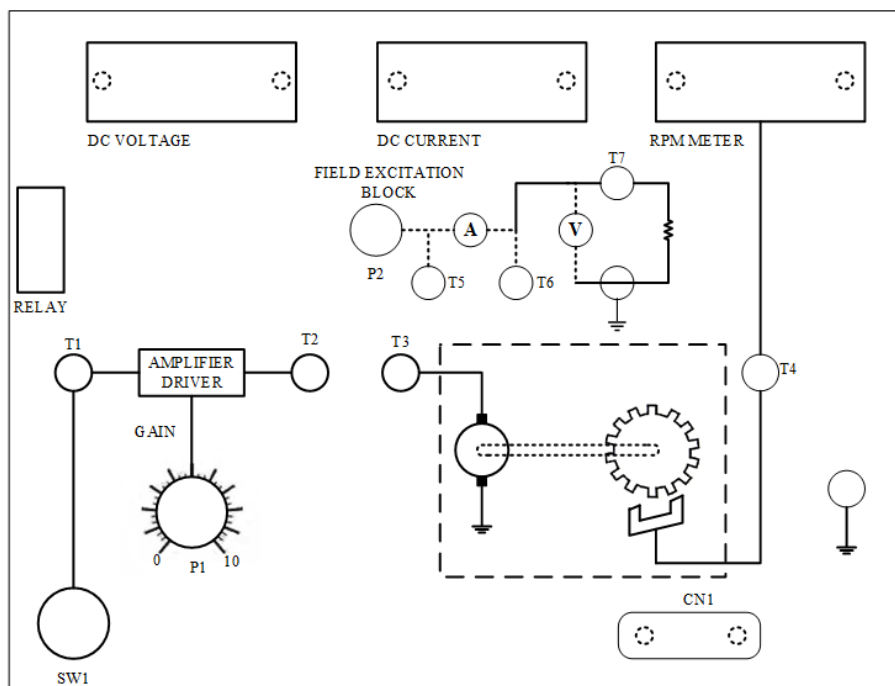 DC VOLTAGE
DC CURRENT
RPM METER
T7
FIELD EXCITATION
BLOCK
A
V
P2
T5
T6
RELAY
T1
AMPLIFIER
DRIVER
T2
T3
T4
GAIN
0
P1
10
CN1
SW1